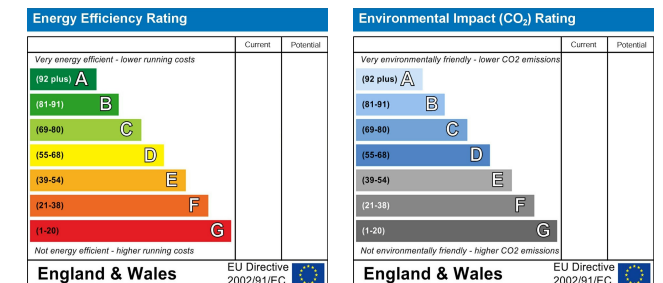 Energy Efficiency Rating
Current Potential
Very energy efficient - lower running costs
(92 plus) A
(81-91) B
(69-80) C
(55-68) D
(39-54) E
(21-38) F
(1-20) G
Not energy efficient - higher running costs
England & Wales
EU Directive
2002/91/EC
Environmental Impact (CO₂) Rating
Current Potential
Very environmentally friendly - lower CO2 emissions
(92 plus) A
(81-91) B
(69-80) C
(55-68) D
(39-54) E
(21-38) F
(1-20) G
Not environmentally friendly - higher CO2 emissions
England & Wales
EU Directive
2002/91/EC